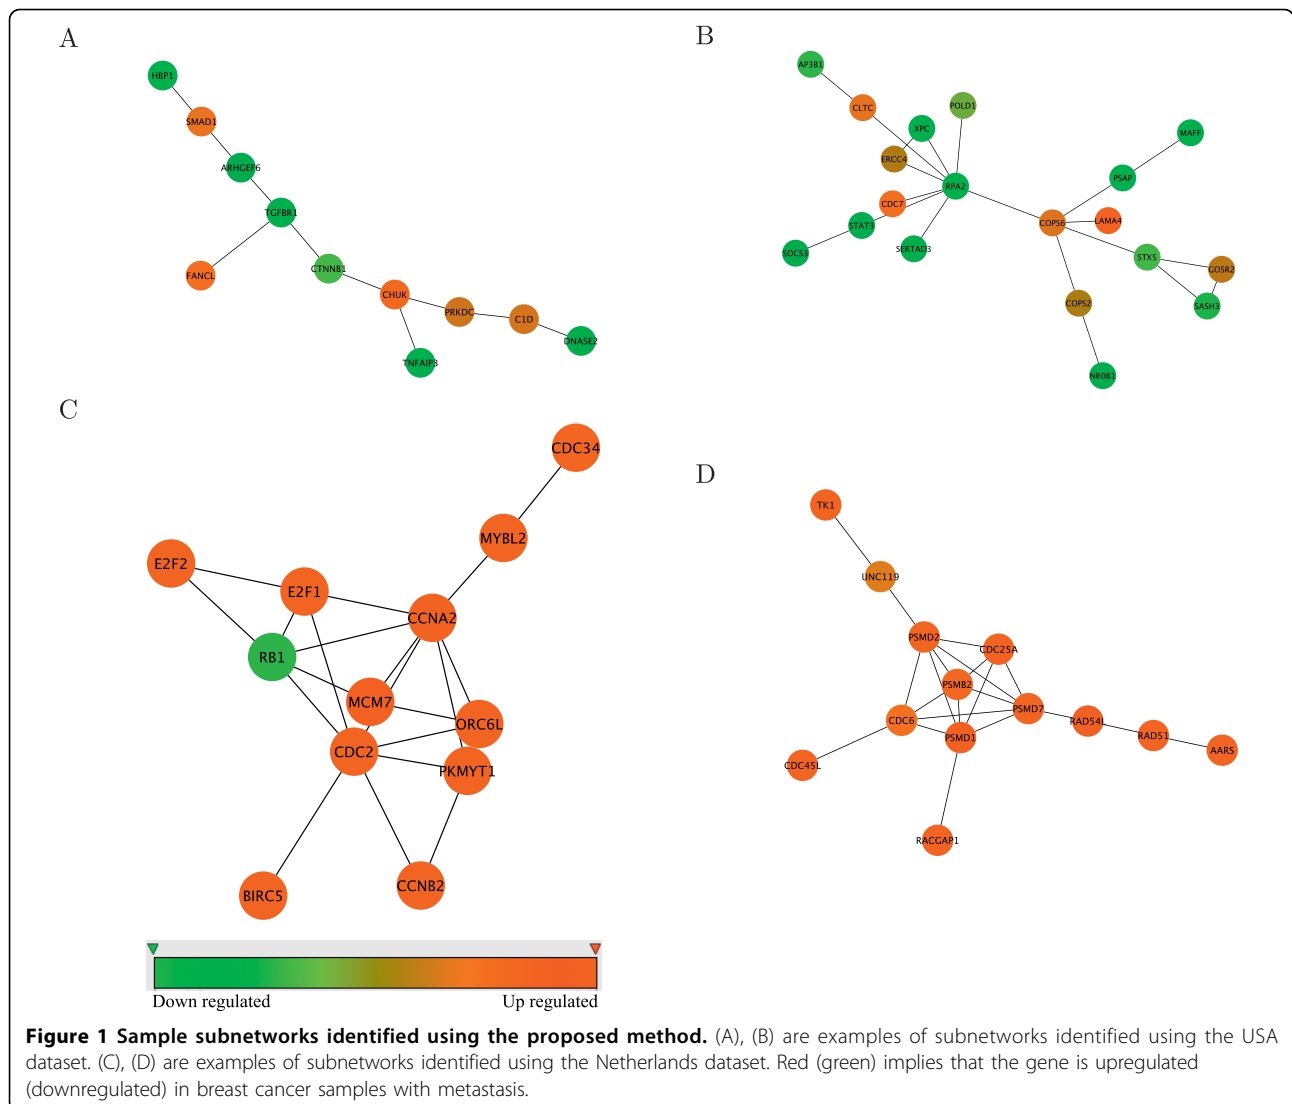 A
HBP1
SMAD1
ARHGEF6
TGFBR1
FANCL
CTNNB1
CHUK
PRKDC
C1D
DNASE2
TNFAIP3
B
AP3B1
CLTC
POLD1
XPC
ERCC4
RPA2
CDC7
STAT3
SOCS3
SERTAD3
MAFF
PSAP
COPS6
LAMA4
STX5
GOSR2
SASH3
COPS2
NR0B1
C
CDC34
MYBL2
E2F2
E2F1
CCNA2
RB1
MCM7
ORC6L
CDC2
PKMYT1
BIRC5
CCNB2
D
TK1
UNC119
PSMD2
CDC25A
PSMB2
PSMD7
CDC6
PSMD1
RAD54L
RAD51
AARS
CDC45L
RACGAP1
Down regulated Up regulated
Figure 1 Sample subnetworks identified using the proposed method. (A), (B) are examples of subnetworks identified using the USA
dataset. (C), (D) are examples of subnetworks identified using the Netherlands dataset. Red (green) implies that the gene is upregulated
(downregulated) in breast cancer samples with metastasis.